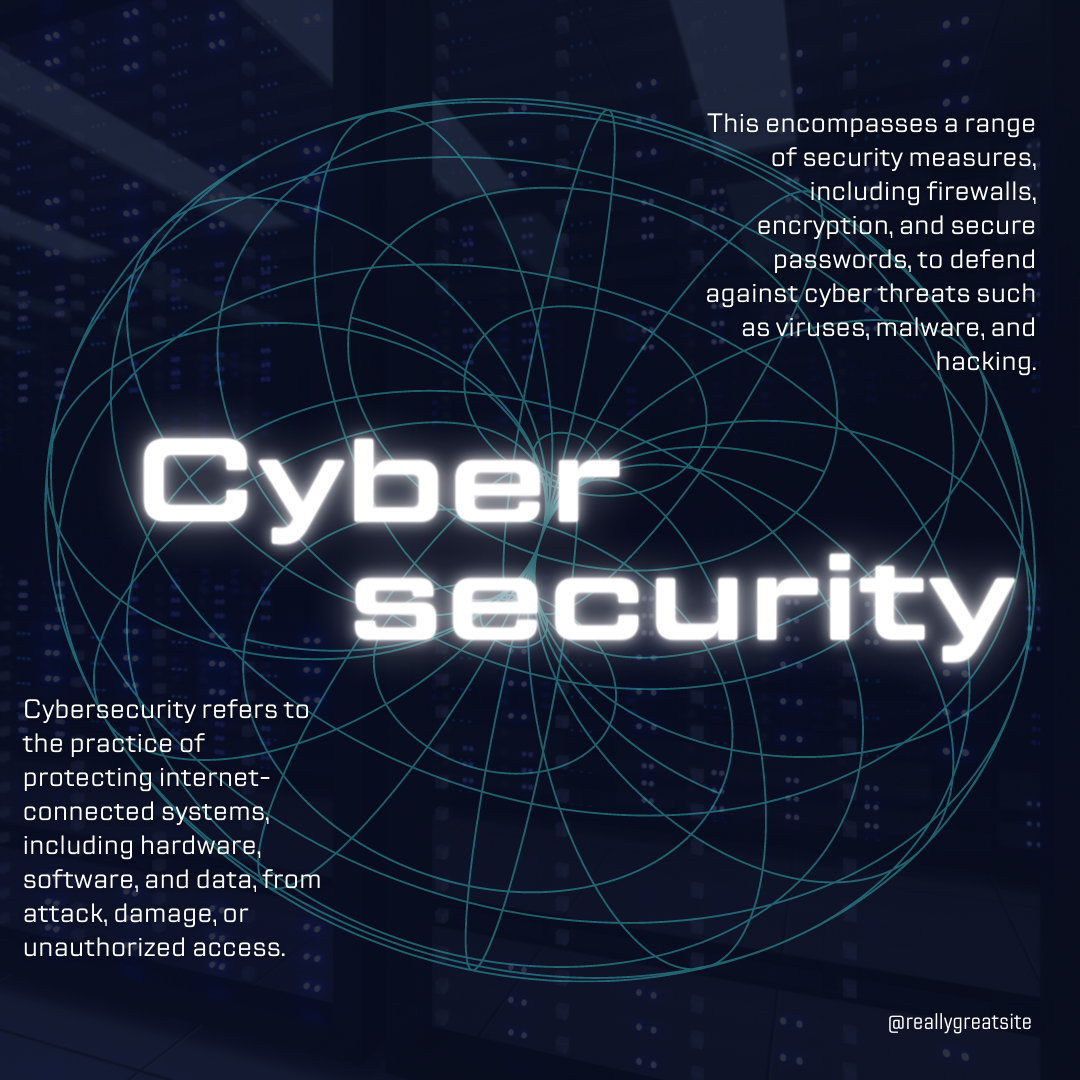 This encompasses a range
of security measures,
including firewalls,
encryption, and secure
passwords, to defend
against cyber threats such
as viruses, malware, and
hacking.
Cyber
security
Cybersecurity refers to
the practice of
protecting internet-
connected systems,
including hardware,
software, and data, from
attack, damage, or
unauthorized access.
@reallygreatsite